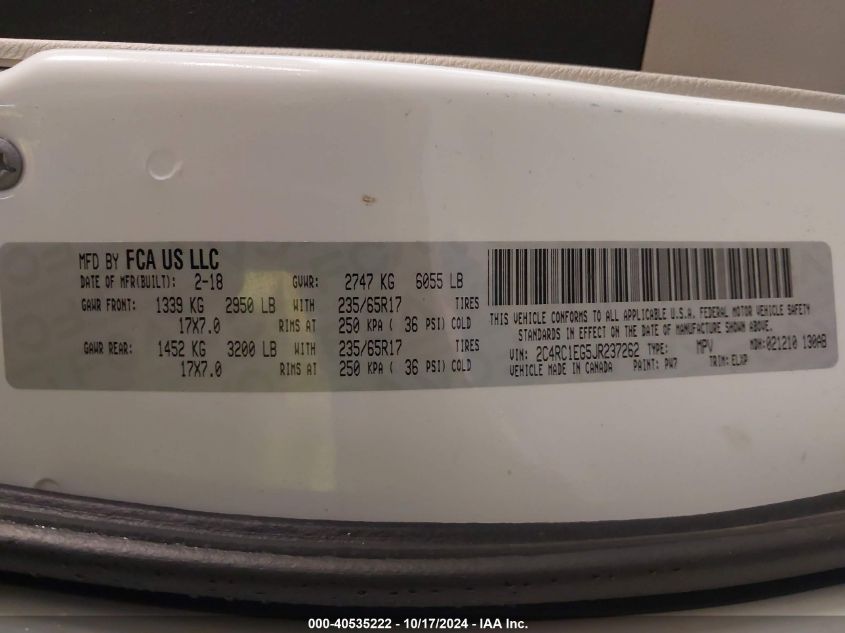 MFD BY FCA US LLC
DATE OF MFR(BUILT): 2-18 GVWR: 2747 KG 6055 LB
GAWR FRONT: 1339 KG 2950 LB WITH 235/65R17 TIRES
17X7.0 RIMS AT 250 KPA ( 36 PSI) COLD
GAWR REAR: 1452 KG 3200 LB WITH 235/65R17 TIRES
17X7.0 RIMS AT 250 KPA ( 36 PSI) COLD
THIS VEHICLE CONFORMS TO ALL APPLICABLE U.S.A. FEDERAL MOTOR VEHICLE SAFETY
STANDARDS IN EFFECT ON THE DATE OF MANUFACTURE SHOWN ABOVE.
VIN: 2C4RC1EG5JR237262 TYPE: MPV MDH: 021210 130AB
VEHICLE MADE IN CANADA PAINT: PW7 TRIM: ELXP
000-40535222 - 10/17/2024 - IAA Inc.